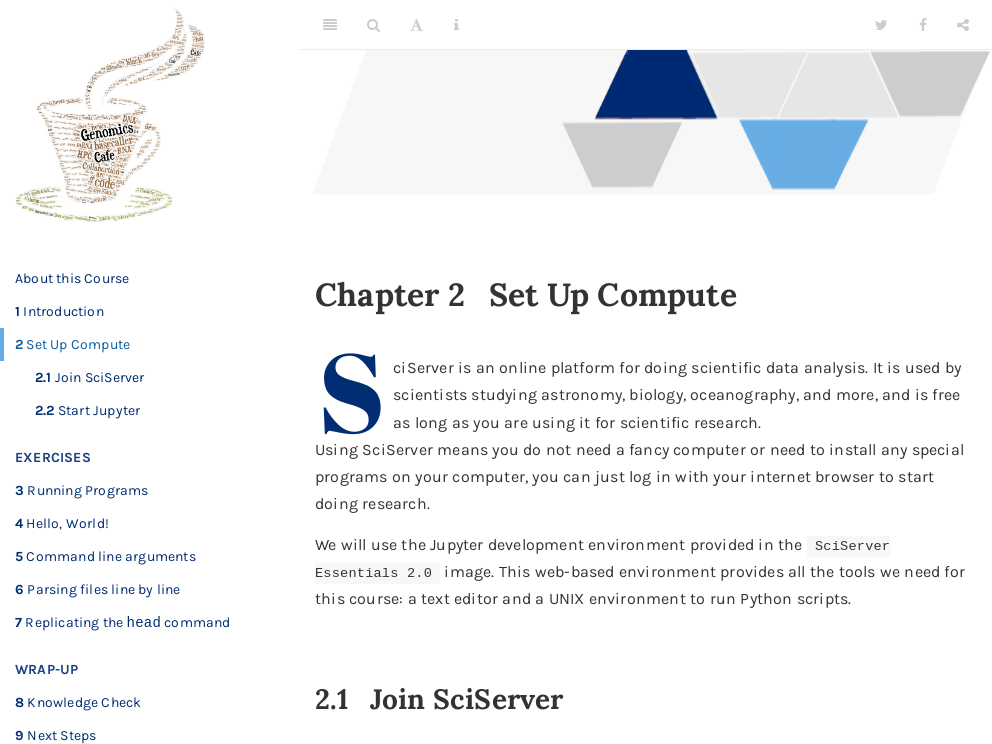 Genomics
Cafe
DNA
basecaller
HPC
RNA
code
About this Course
1 Introduction
2 Set Up Compute
2.1 Join SciServer
2.2 Start Jupyter
EXERCISES
3 Running Programs
4 Hello, World!
5 Command line arguments
6 Parsing files line by line
7 Replicating the head command
WRAP-UP
8 Knowledge Check
9 Next Steps
A
i
Chapter 2 Set Up Compute
SciServer is an online platform for doing scientific data analysis. It is used by
scientists studying astronomy, biology, oceanography, and more, and is free
as long as you are using it for scientific research.
Using SciServer means you do not need a fancy computer or need to install any special
programs on your computer, you can just log in with your internet browser to start
doing research.
We will use the Jupyter development environment provided in the SciServer
Essentials 2.0 image. This web-based environment provides all the tools we need for
this course: a text editor and a UNIX environment to run Python scripts.
2.1 Join SciServer